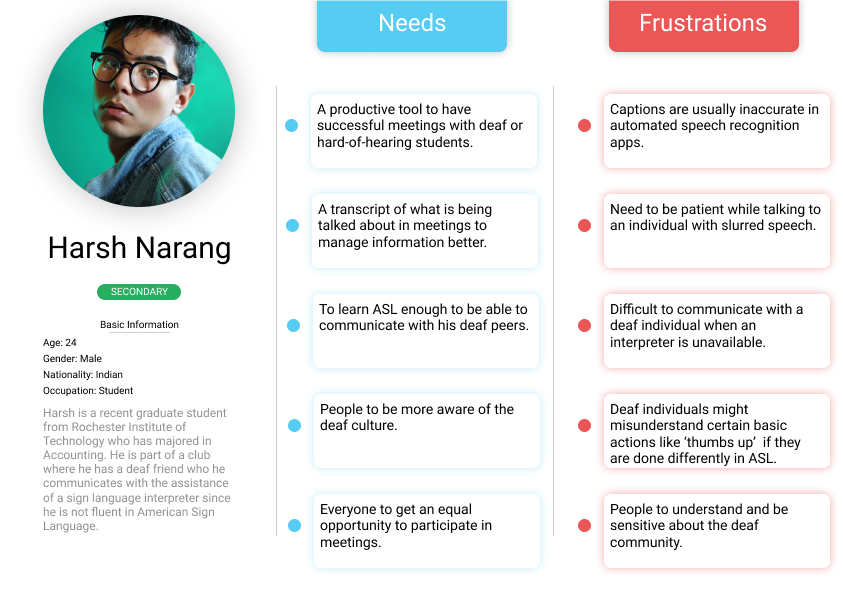 Harsh Narang
SECONDARY
Basic Information
Age: 24
Gender: Male
Nationality: Indian
Occupation: Student
Harsh is a recent graduate student
from Rochester Institute of
Technology who has majored in
Accounting. He is part of a club
where he has a deaf friend who he
communicates with the assistance
of a sign language interpreter since
he is not fluent in American Sign
Language.
Needs
A productive tool to have
successful meetings with deaf or
hard-of-hearing students.
A transcript of what is being
talked about in meetings to
manage information better.
To learn ASL enough to be able to
communicate with his deaf peers.
People to be more aware of the
deaf culture.
Everyone to get an equal
opportunity to participate in
meetings.
Frustrations
Captions are usually inaccurate in
automated speech recognition
apps.
Need to be patient while talking to
an individual with slurred speech.
Difficult to communicate with a
deaf individual when an
interpreter is unavailable.
Deaf individuals might
misunderstand certain basic
actions like ‘thumbs up’  if they
are done differently in ASL.
People to understand and be
sensitive about the deaf
community.